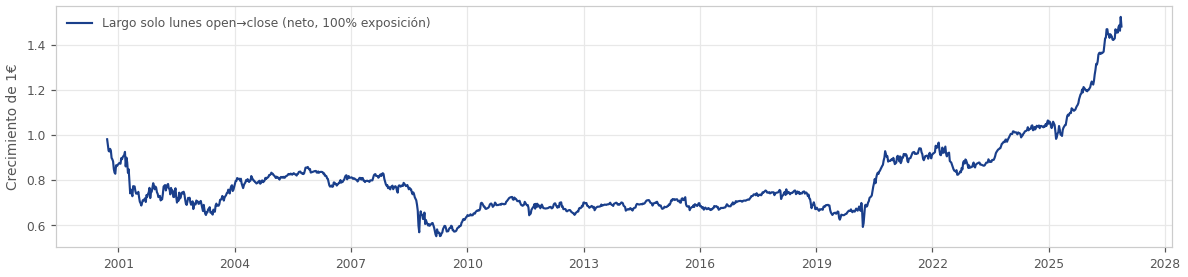 Largo solo lunes open→close (neto, 100% exposición)
Crecimiento de 1€
1.4
1.2
1.0
0.8
0.6
2001 2004 2007 2010 2013 2016 2019 2022 2025 2028